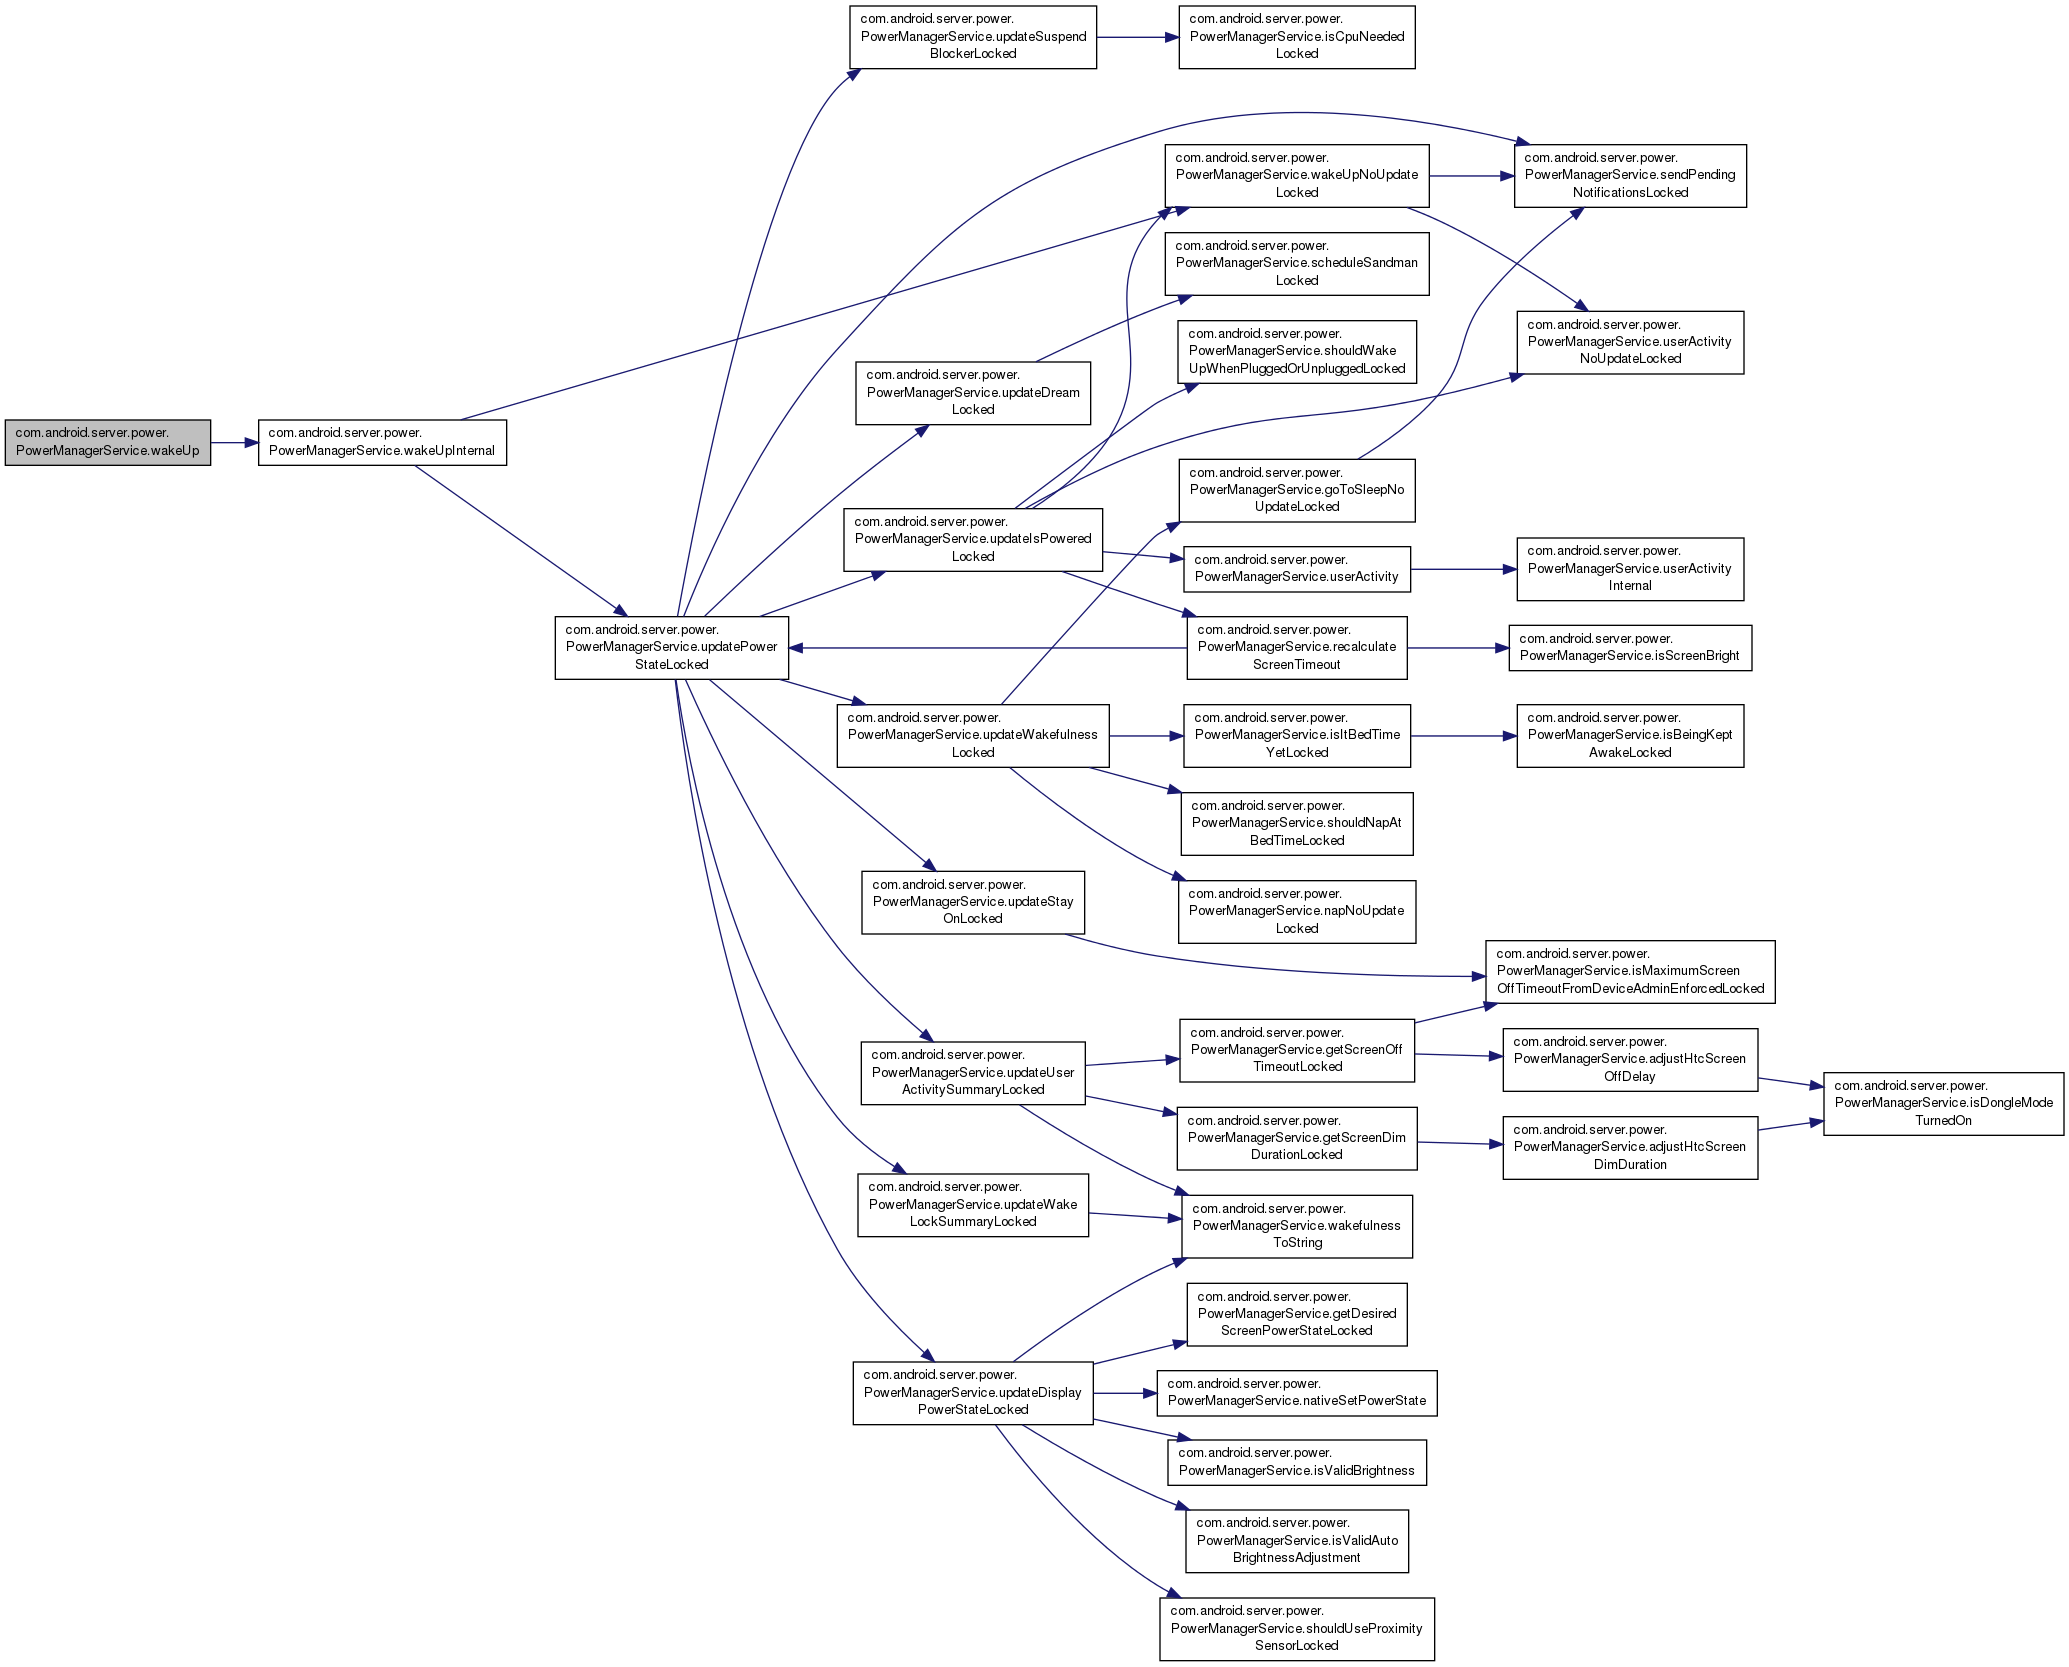 com.android.server.power.
PowerManagerService.wakeUp
com.android.server.power.
PowerManagerService.wakeUpInternal
com.android.server.power.
PowerManagerService.updatePower
StateLocked
com.android.server.power.
PowerManagerService.updateSuspend
BlockerLocked
com.android.server.power.
PowerManagerService.updateDream
Locked
com.android.server.power.
PowerManagerService.updateIsPowered
Locked
com.android.server.power.
PowerManagerService.updateWakefulness
Locked
com.android.server.power.
PowerManagerService.updateStay
OnLocked
com.android.server.power.
PowerManagerService.updateUser
ActivitySummaryLocked
com.android.server.power.
PowerManagerService.updateWake
LockSummaryLocked
com.android.server.power.
PowerManagerService.updateDisplay
PowerStateLocked
com.android.server.power.
PowerManagerService.isCpuNeeded
Locked
com.android.server.power.
PowerManagerService.wakeUpNoUpdate
Locked
com.android.server.power.
PowerManagerService.scheduleSandman
Locked
com.android.server.power.
PowerManagerService.shouldWake
UpWhenPluggedOrUnpluggedLocked
com.android.server.power.
PowerManagerService.goToSleepNo
UpdateLocked
com.android.server.power.
PowerManagerService.userActivity
com.android.server.power.
PowerManagerService.recalculate
ScreenTimeout
com.android.server.power.
PowerManagerService.isItBedTime
YetLocked
com.android.server.power.
PowerManagerService.shouldNapAt
BedTimeLocked
com.android.server.power.
PowerManagerService.napNoUpdate
Locked
com.android.server.power.
PowerManagerService.getScreenOff
TimeoutLocked
com.android.server.power.
PowerManagerService.getScreenDim
DurationLocked
com.android.server.power.
PowerManagerService.wakefulness
ToString
com.android.server.power.
PowerManagerService.getDesired
ScreenPowerStateLocked
com.android.server.power.
PowerManagerService.nativeSetPowerState
com.android.server.power.
PowerManagerService.isValidBrightness
com.android.server.power.
PowerManagerService.isValidAuto
BrightnessAdjustment
com.android.server.power.
PowerManagerService.shouldUseProximity
SensorLocked
com.android.server.power.
PowerManagerService.sendPending
NotificationsLocked
com.android.server.power.
PowerManagerService.userActivity
NoUpdateLocked
com.android.server.power.
PowerManagerService.userActivity
Internal
com.android.server.power.
PowerManagerService.isScreenBright
com.android.server.power.
PowerManagerService.isBeingKept
AwakeLocked
com.android.server.power.
PowerManagerService.isMaximumScreen
OffTimeoutFromDeviceAdminEnforcedLocked
com.android.server.power.
PowerManagerService.adjustHtcScreen
OffDelay
com.android.server.power.
PowerManagerService.adjustHtcScreen
DimDuration
com.android.server.power.
PowerManagerService.isDongleMode
TurnedOn